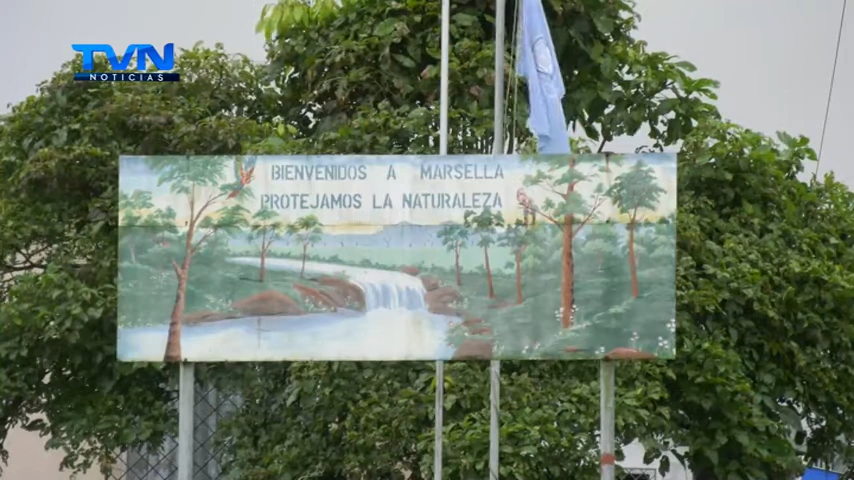 TVN
NOTICIAS
BIENVENIDOS A MARSELLA
PROTEJAMOS LA NATURALEZA